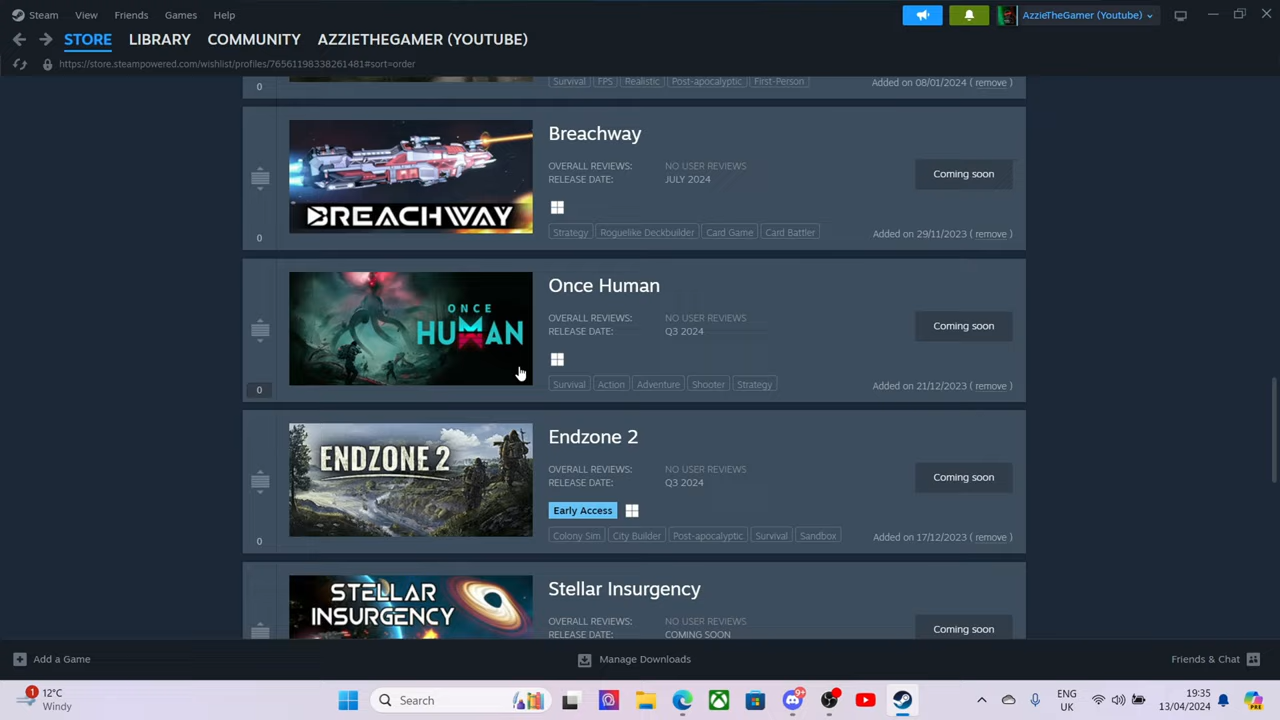 Steam View Friends Games Help AzzieTheGamer (Youtube)
STORE LIBRARY COMMUNITY AZZIETHEGAMER (YOUTUBE)
https://store.steampowered.com/wishlist/profiles/76561198338261481#sort=order
0 Survival FPS Realistic Post-apocalyptic First-Person Added on 08/01/2024 ( remove )
Breachway
OVERALL REVIEWS: NO USER REVIEWS
RELEASE DATE: JULY 2024
Coming soon
BREACHWAY
Strategy Roguelike Deckbuilder Card Game Card Battler Added on 29/11/2023 ( remove )
0
Once Human
OVERALL REVIEWS: NO USER REVIEWS
RELEASE DATE: Q3 2024
Coming soon
ONCE
HUMAN
Survival Action Adventure Shooter Strategy Added on 21/12/2023 ( remove )
0
Endzone 2
OVERALL REVIEWS: NO USER REVIEWS
RELEASE DATE: Q3 2024
Coming soon
ENDZONE 2
Early Access
Colony Sim City Builder Post-apocalyptic Survival Sandbox Added on 17/12/2023 ( remove )
0
Stellar Insurgency
STELLAR
INSURGENCY
OVERALL REVIEWS: NO USER REVIEWS
RELEASE DATE: COMING SOON
Coming soon
Add a Game Manage Downloads Friends & Chat
1 12°C
Windy
Search
9+
PRE
ENG
UK
19:35
13/04/2024